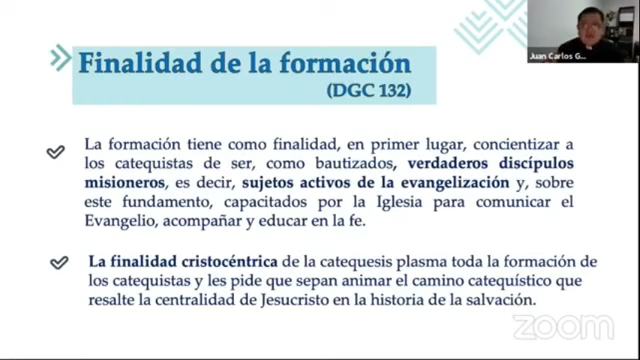 Finalidad de la formación
(DGC 132)
Juan Carlos G...
La formación tiene como finalidad, en primer lugar, concientizar a
los catequistas de ser, como bautizados, verdaderos discípulos
misioneros, es decir, sujetos activos de la evangelización y, sobre
este fundamento, capacitados por la Iglesia para comunicar el
Evangelio, acompañar y educar en la fe.
La finalidad cristocéntrica de la catequesis plasma toda la formación de
los catequistas y les pide que sepan animar el camino catequístico que
resalte la centralidad de Jesucristo en la historia de la salvación.
zoom